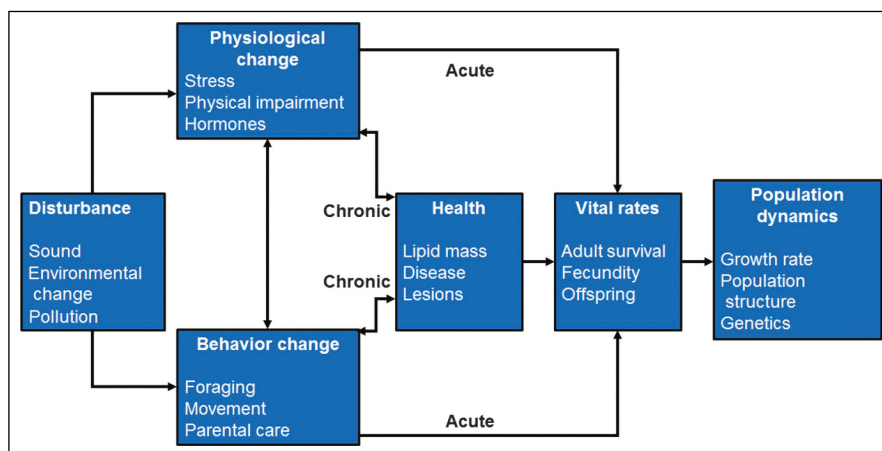 Physiological
change
Stress
Physical impairment
Hormones
Acute
Disturbance
Sound
Environmental
change
Pollution
Chronic
Chronic
Health
Lipid mass
Disease
Lesions
Vital rates
Adult survival
Fecundity
Offspring
Population
dynamics
Growth rate
Population
structure
Genetics
Behavior change
Foraging
Movement
Parental care
Acute